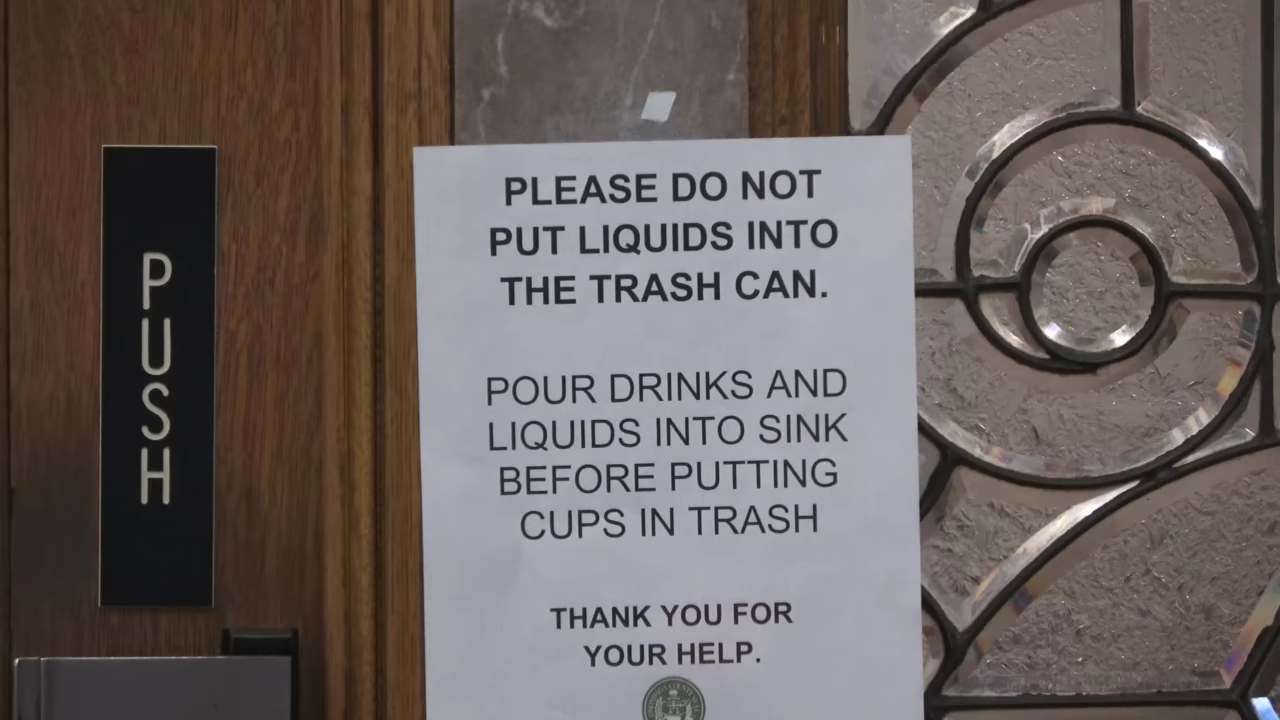 PUSH
PLEASE DO NOT
PUT LIQUIDS INTO
THE TRASH CAN.
POUR DRINKS AND
LIQUIDS INTO SINK
BEFORE PUTTING
CUPS IN TRASH
THANK YOU FOR
YOUR HELP.